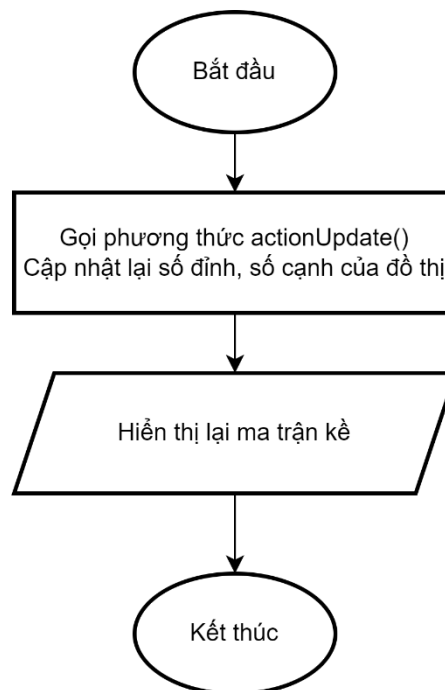 Bắt đầu
Gọi phương thức actionUpdate()
Cập nhật lại số đỉnh, số cạnh của đồ thị
Hiển thị lại ma trận kề
Kết thúc